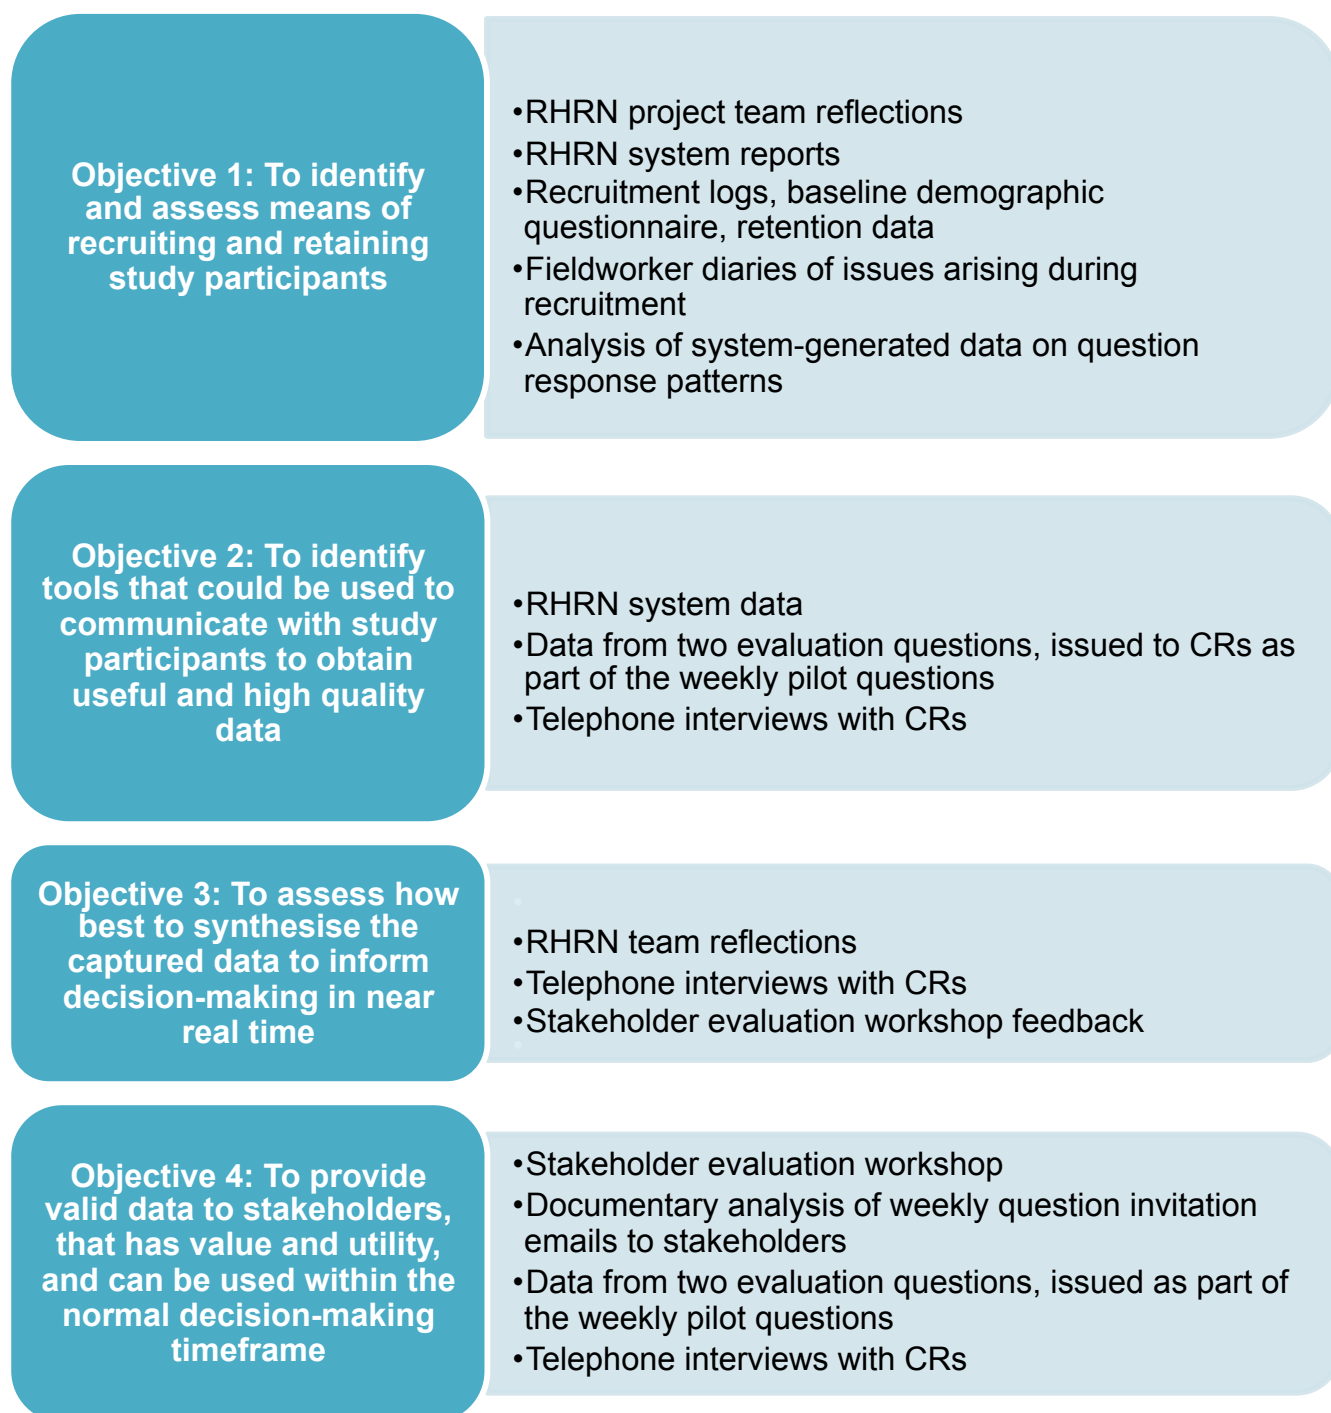 Objective 1: To identify
and assess means of
recruiting and retaining
study participants
•RHRN project team reflections
•RHRN system reports
•Recruitment logs, baseline demographic
questionnaire, retention data
•Fieldworker diaries of issues arising during
recruitment
•Analysis of system-generated data on question
response patterns
Objective 2: To identify
tools that could be used to
communicate with study
participants to obtain
useful and high quality
data
•RHRN system data
•Data from two evaluation questions, issued to CRs as
part of the weekly pilot questions
•Telephone interviews with CRs
Objective 3: To assess how
best to synthesise the
captured data to inform
decision-making in near
real time
•RHRN team reflections
•Telephone interviews with CRs
•Stakeholder evaluation workshop feedback
Objective 4: To provide
valid data to stakeholders,
that has value and utility,
and can be used within the
normal decision-making
timeframe
•Stakeholder evaluation workshop
•Documentary analysis of weekly question invitation
emails to stakeholders
•Data from two evaluation questions, issued as part of
the weekly pilot questions
•Telephone interviews with CRs